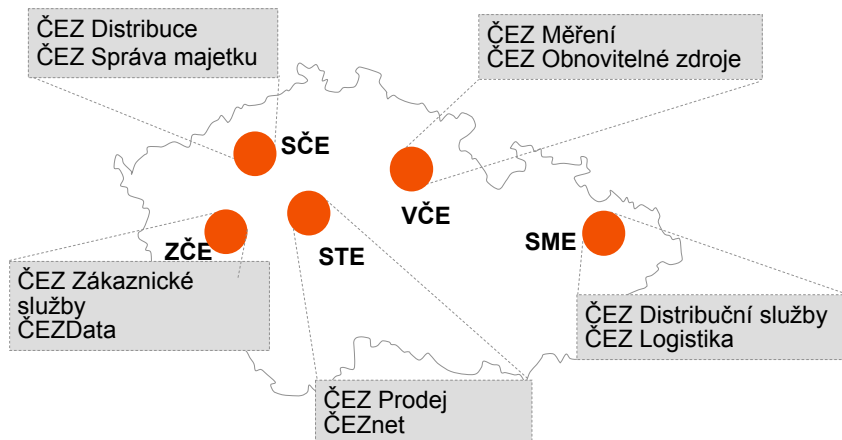 ČEZ Distribuce
ČEZ Správa majetku
ČEZ Měření
ČEZ Obnovitelné zdroje
SČE
VČE
ZČE
STE
SME
ČEZ Zákaznické
služby
ČEZData
ČEZ Distribuční služby
ČEZ Logistika
ČEZ Prodej
ČEZnet